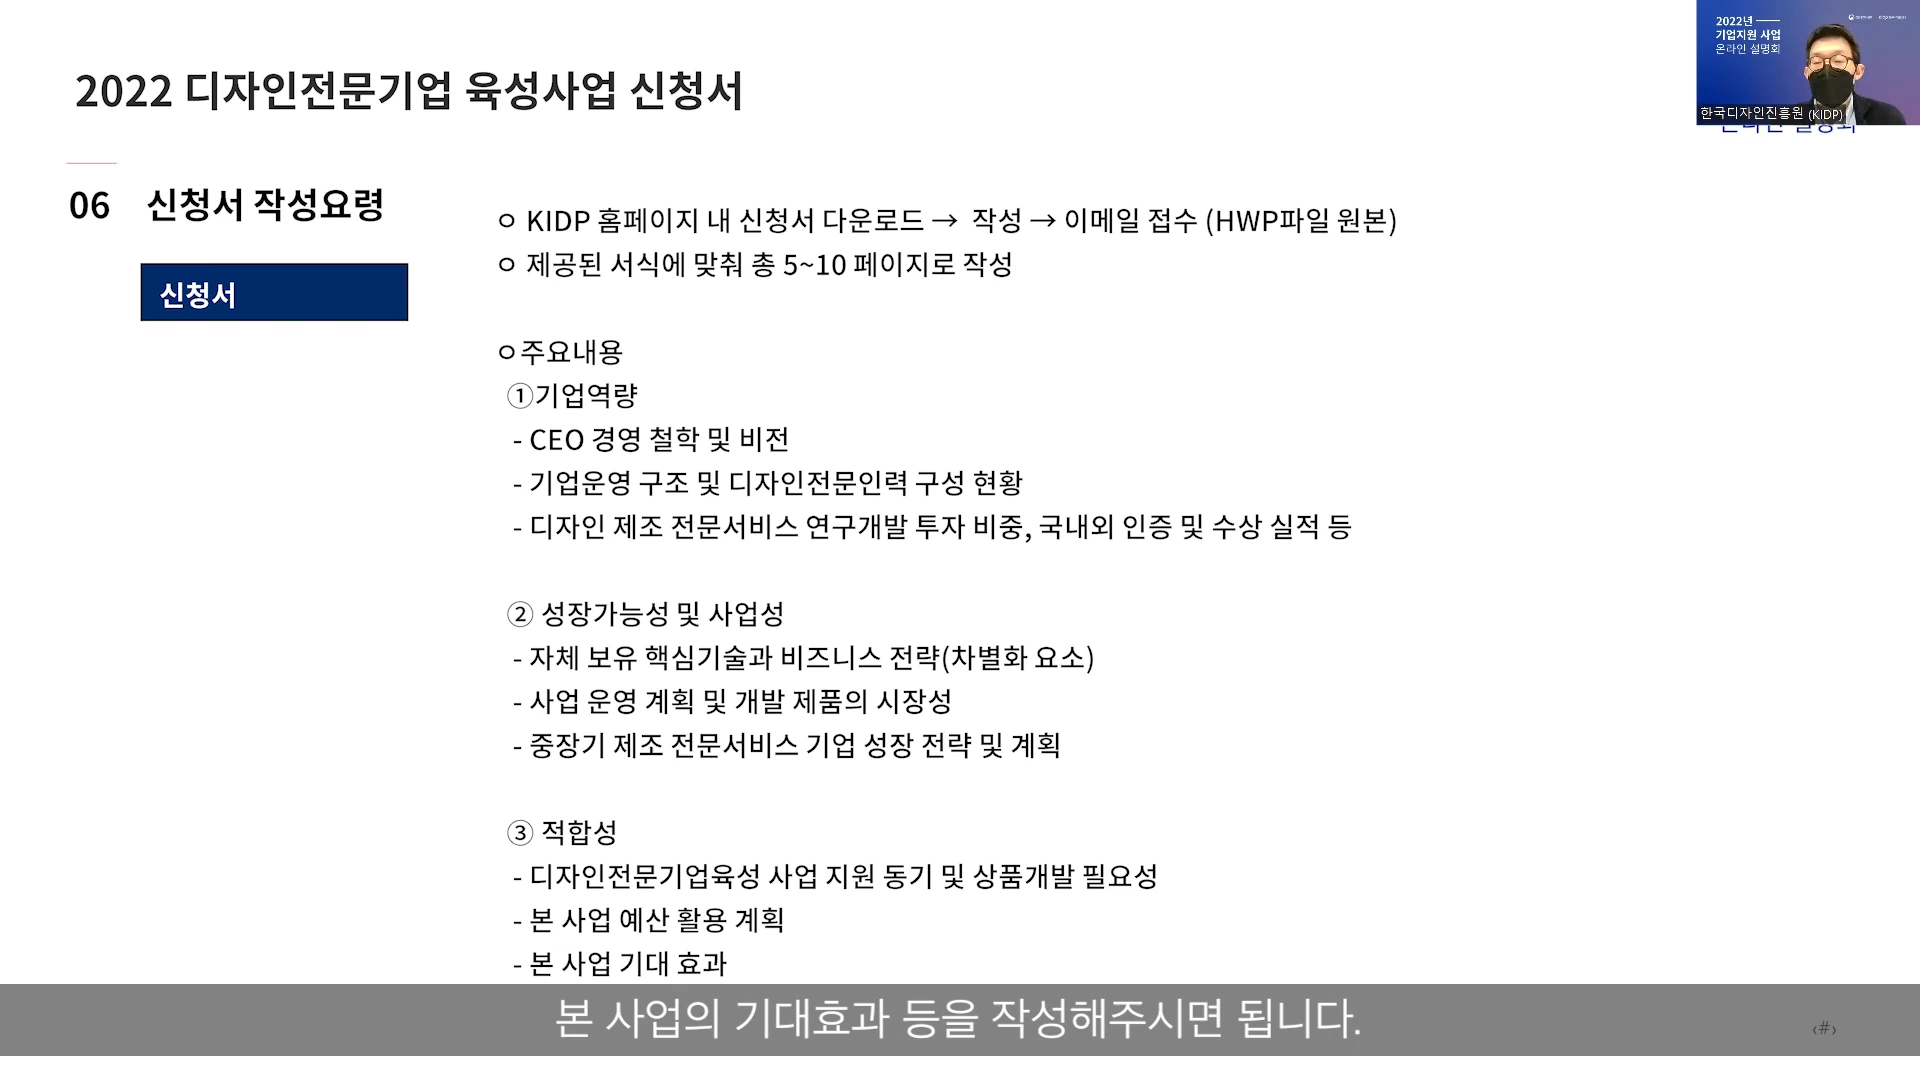 2022 디자인전문기업 육성사업 신청서
2022년
기업지원 사업
온라인 설명회
한국디자인진흥원 (KIDP)
온라인 설명회
06 신청서 작성요령
신청서
ㅇ KIDP 홈페이지 내 신청서 다운로드 → 작성 → 이메일 접수 (HWP파일 원본)
ㅇ 제공된 서식에 맞춰 총 5~10 페이지로 작성
ㅇ주요내용
①기업역량
- CEO 경영 철학 및 비전
- 기업운영 구조 및 디자인전문인력 구성 현황
- 디자인 제조 전문서비스 연구개발 투자 비중, 국내외 인증 및 수상 실적 등
② 성장가능성 및 사업성
- 자체 보유 핵심기술과 비즈니스 전략(차별화 요소)
- 사업 운영 계획 및 개발 제품의 시장성
- 중장기 제조 전문서비스 기업 성장 전략 및 계획
③ 적합성
- 디자인전문기업육성 사업 지원 동기 및 상품개발 필요성
- 본 사업 예산 활용 계획
- 본 사업 기대 효과
본 사업의 기대효과 등을 작성해주시면 됩니다.
‹#›